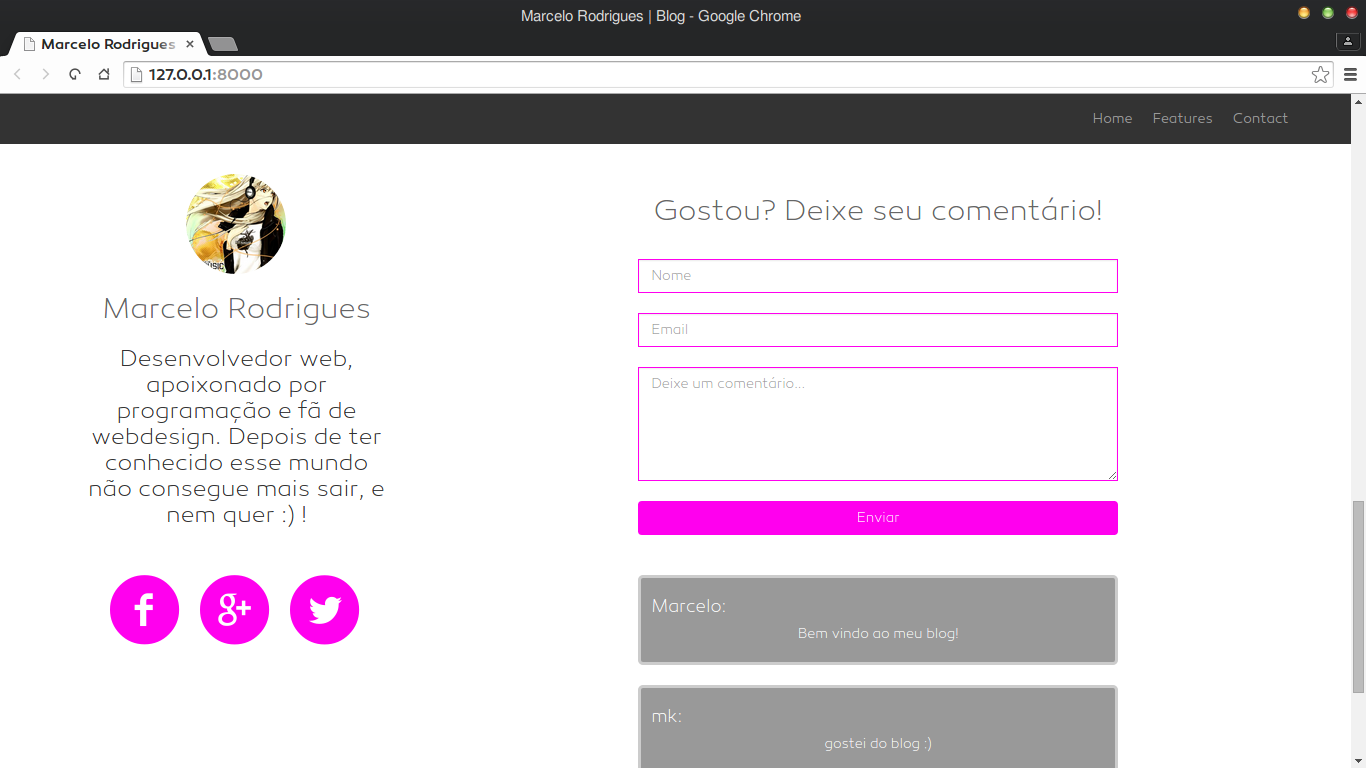 Marcelo Rodrigues | Blog - Google Chrome
Marcelo Rodrigues
127.0.0.1:8000
Home Features Contact
Marcelo Rodrigues
Desenvolvedor web,
apoixonado por
programação e fã de
webdesign. Depois de ter
conhecido esse mundo
não consegue mais sair, e
nem quer :) !
Gostou? Deixe seu comentário!
Nome
Email
Deixe um comentário...
Enviar
Marcelo:
Bem vindo ao meu blog!
mk:
gostei do blog :)